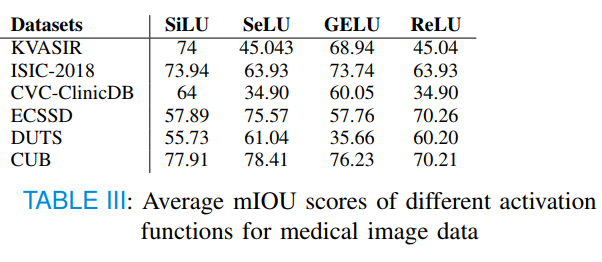 Datasets SiLU SeLU GELU ReLU
KVASIR 74 45.043 68.94 45.04
ISIC-2018 73.94 63.93 73.74 63.93
CVC-ClinicDB 64 34.90 60.05 34.90
ECSSD 57.89 75.57 57.76 70.26
DUTS 55.73 61.04 35.66 60.20
CUB 77.91 78.41 76.23 70.21
TABLE III: Average mIOU scores of different activation
functions for medical image data